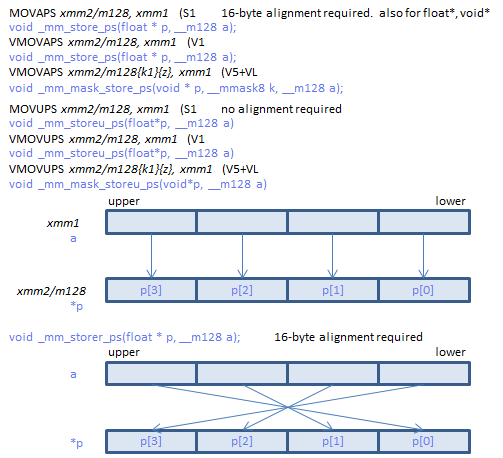 MOVAPS xmm2/m128, xmm1 (S1 16-byte alignment required. also for float*, void*
void _mm_store_ps(float * p, __m128 a);
VMOVAPS xmm2/m128, xmm1 (V1
void _mm_store_ps(float * p, __m128 a);
VMOVAPS xmm2/m128{k1}{z}, xmm1 (V5+VL
void _mm_mask_store_ps(void * p, __mmask8 k, __m128 a);
MOVUPS xmm2/m128, xmm1 (S1 no alignment required
void _mm_storeu_ps(float*p, __m128 a)
VMOVUPS xmm2/m128, xmm1 (V1
void _mm_storeu_ps(float*p, __m128 a)
VMOVUPS xmm2/m128{k1}{z}, xmm1 (V5+VL
void _mm_mask_storeu_ps(void*p, __m128 a)
upper lower
xmm1
a
xmm2/m128 p[3] p[2] p[1] p[0]
*p
void _mm_storer_ps(float * p, __m128 a); 16-byte alignment required
upper lower
a
*p p[3] p[2] p[1] p[0]